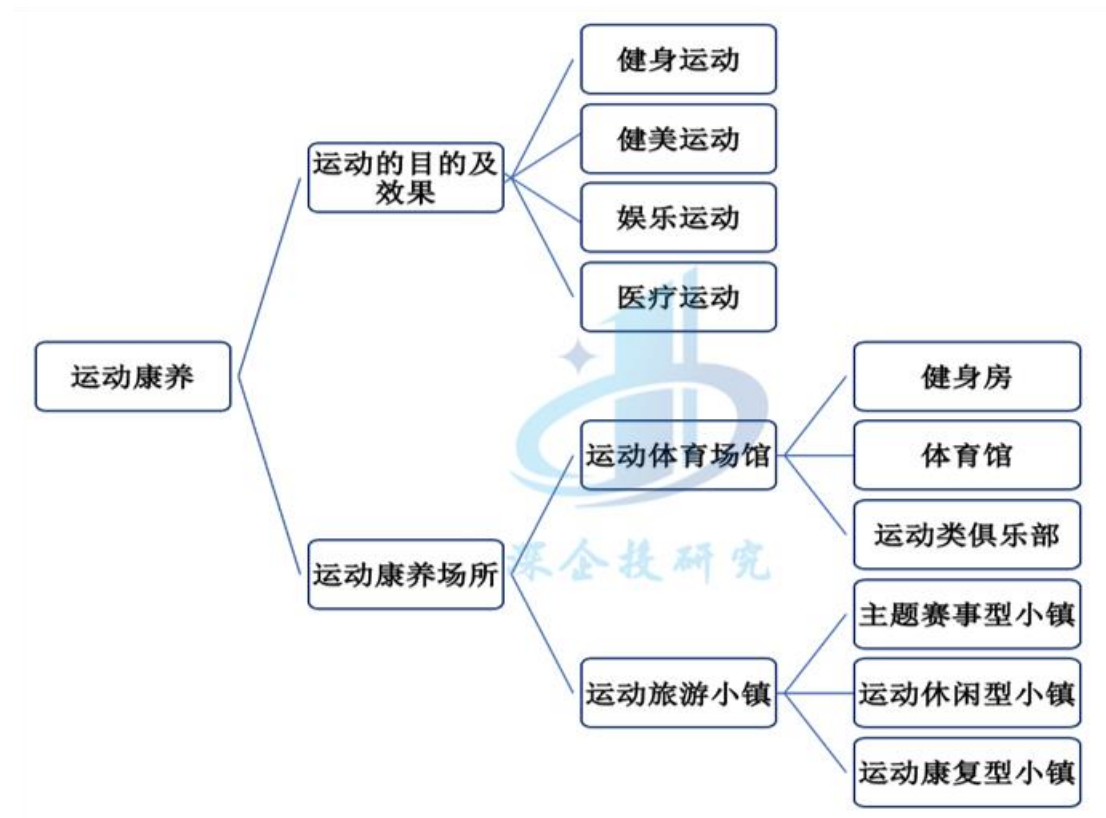 健身运动
健美运动
运动的目的及
效果
娱乐运动
医疗运动
运动康养
健身房
运动体育场馆
体育馆
运动类俱乐部
深企投研究
运动康养场所
主题赛事型小镇
运动旅游小镇
运动休闲型小镇
运动康复型小镇